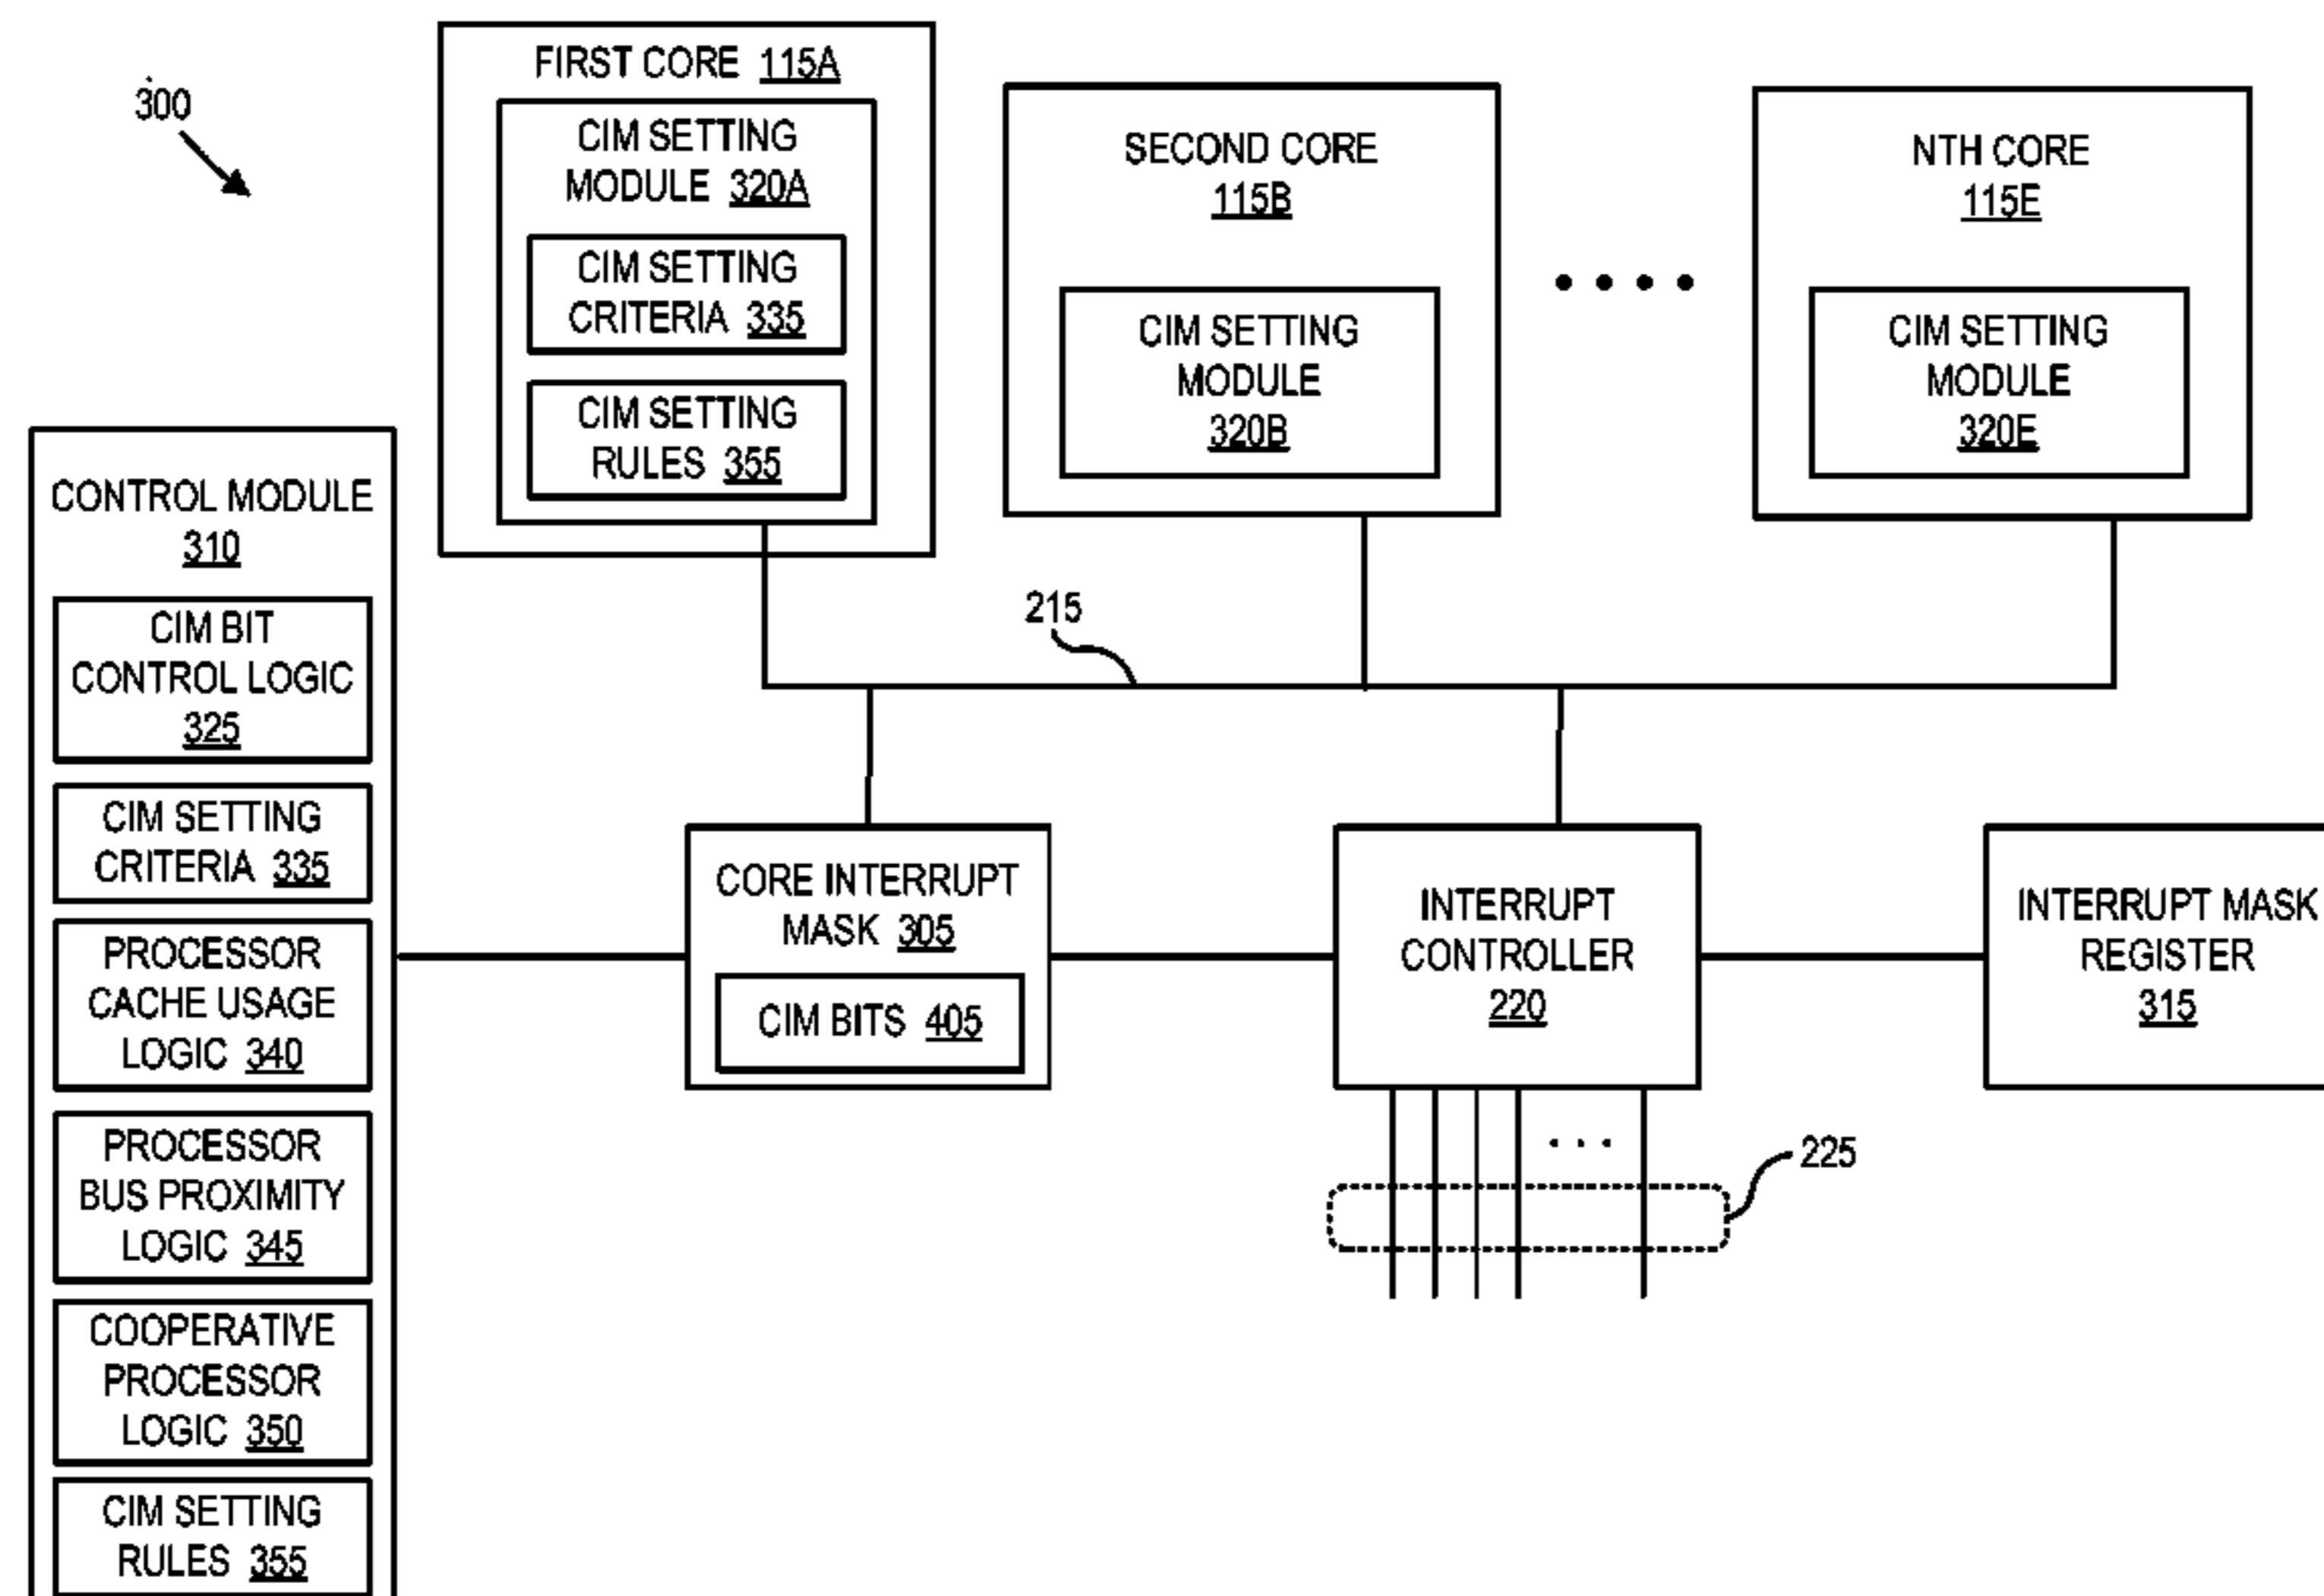 300
FIRST CORE 115A
CIM SETTING
MODULE 320A
CIM SETTING
CRITERIA 335
CIM SETTING
RULES 355
SECOND CORE
115B
CIM SETTING
MODULE
320B
NTH CORE
115E
CIM SETTING
MODULE
320E
CONTROL MODULE
310
CIM BIT
CONTROL LOGIC
325
CIM SETTING
CRITERIA 335
PROCESSOR
CACHE USAGE
LOGIC 340
PROCESSOR
BUS PROXIMITY
LOGIC 345
COOPERATIVE
PROCESSOR
LOGIC 350
CIM SETTING
RULES 355
215
CORE INTERRUPT
MASK 305
CIM BITS 405
INTERRUPT
CONTROLLER
220
INTERRUPT MASK
REGISTER
315
225